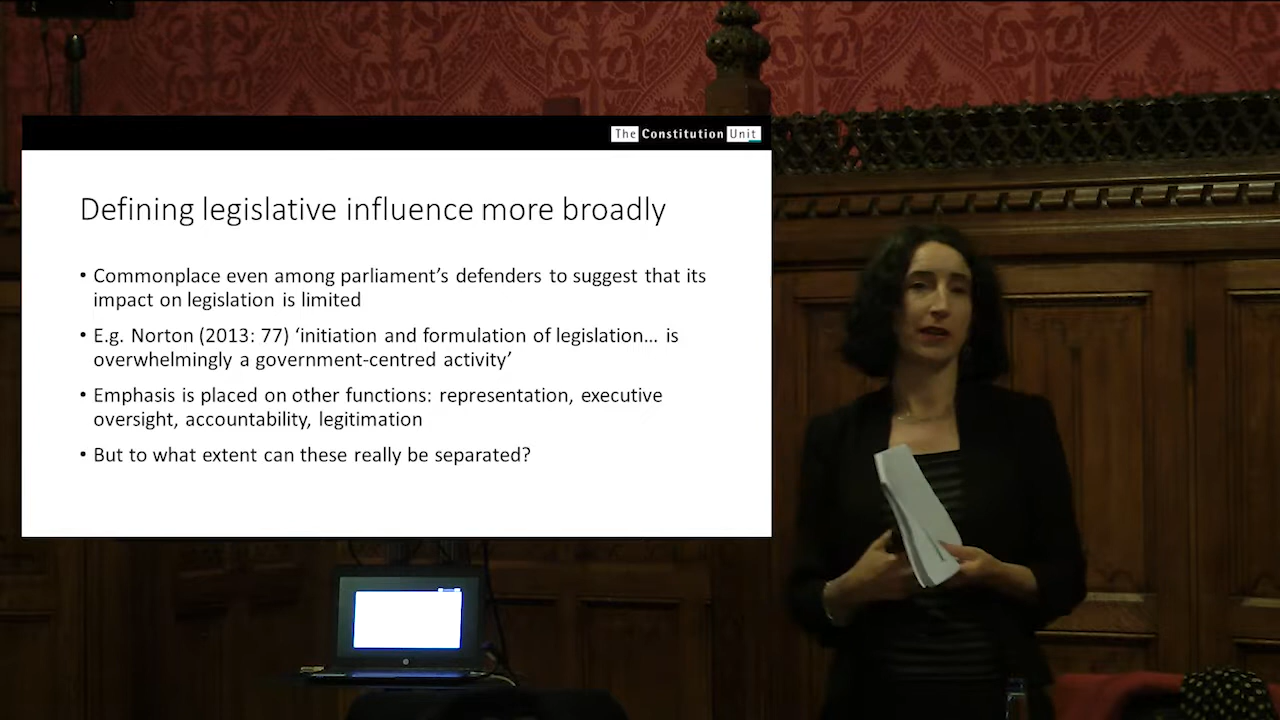 The Constitution Unit
Defining legislative influence more broadly
• Commonplace even among parliament’s defenders to suggest that its
impact on legislation is limited
• E.g. Norton (2013: 77) ‘initiation and formulation of legislation… is
overwhelmingly a government-centred activity’
• Emphasis is placed on other functions: representation, executive
oversight, accountability, legitimation
• But to what extent can these really be separated?